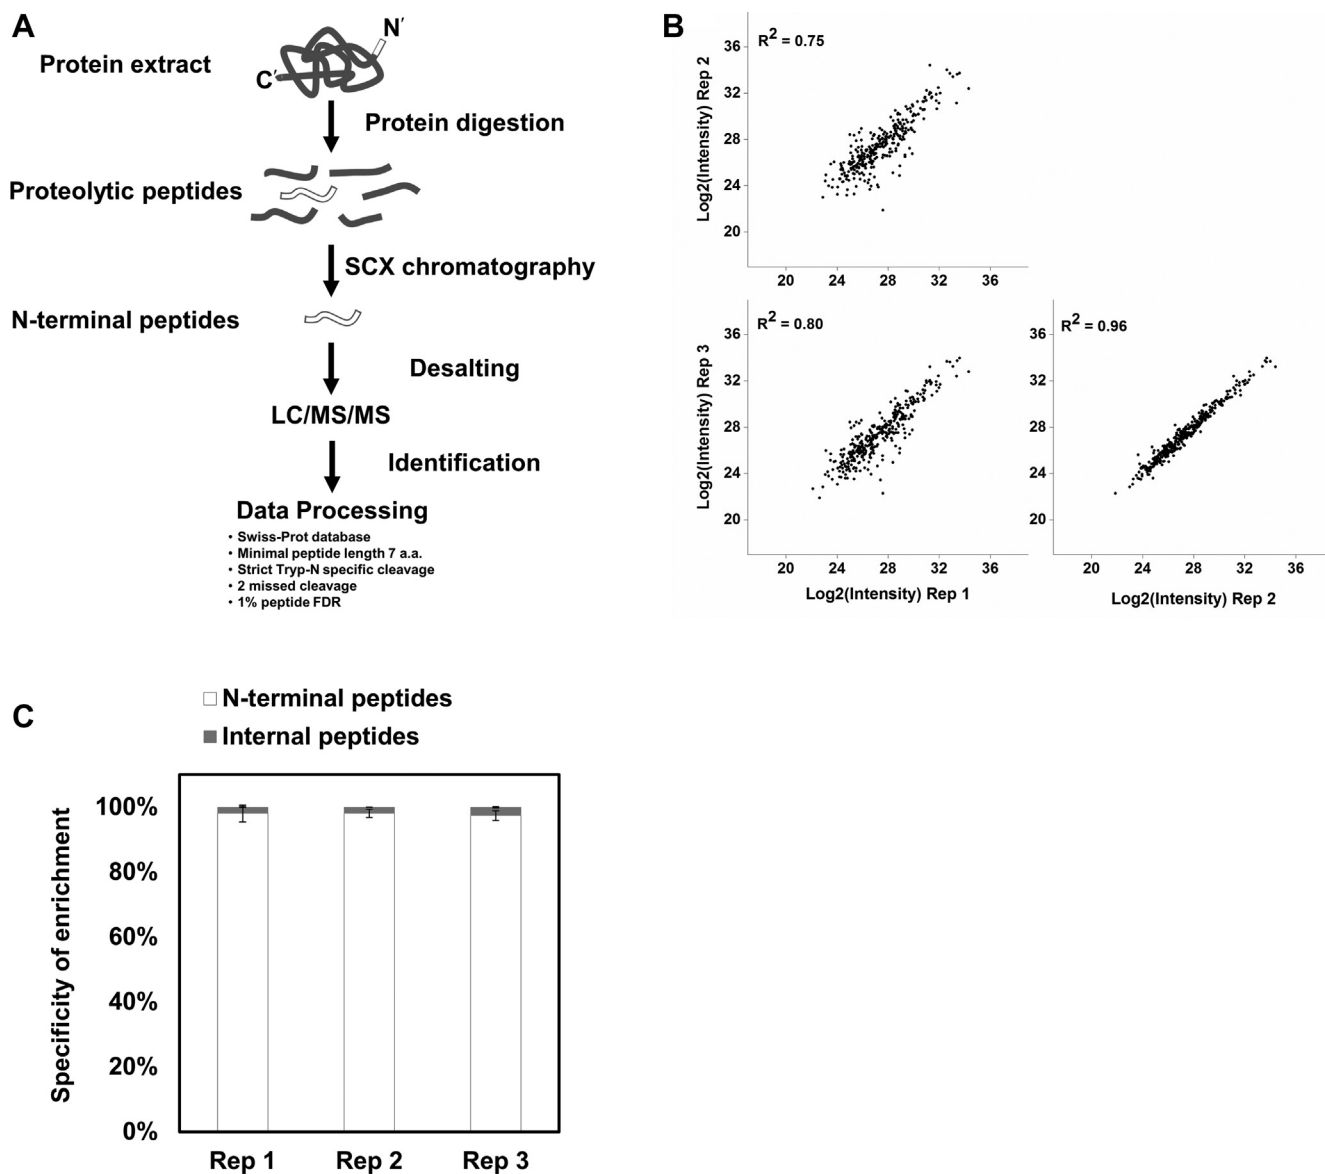 A
N′
Protein extract
C′
Protein digestion
Proteolytic peptides
SCX chromatography
N-terminal peptides
Desalting
LC/MS/MS
Identification
Data Processing
• Swiss-Prot database
• Minimal peptide length 7 a.a.
• Strict Tryp-N specific cleavage
• 2 missed cleavage
• 1% peptide FDR
B
R2 = 0.75
Log2(Intensity) Rep 2
36
32
28
24
20
20 24 28 32 36
R2 = 0.80
Log2(Intensity) Rep 3
36
32
28
24
20
20 24 28 32 36
Log2(Intensity) Rep 1
R2 = 0.96
36
32
28
24
20
20 24 28 32 36
Log2(Intensity) Rep 2
C
N-terminal peptides
Internal peptides
Specificity of enrichment
100%
80%
60%
40%
20%
0%
Rep 1 Rep 2 Rep 3